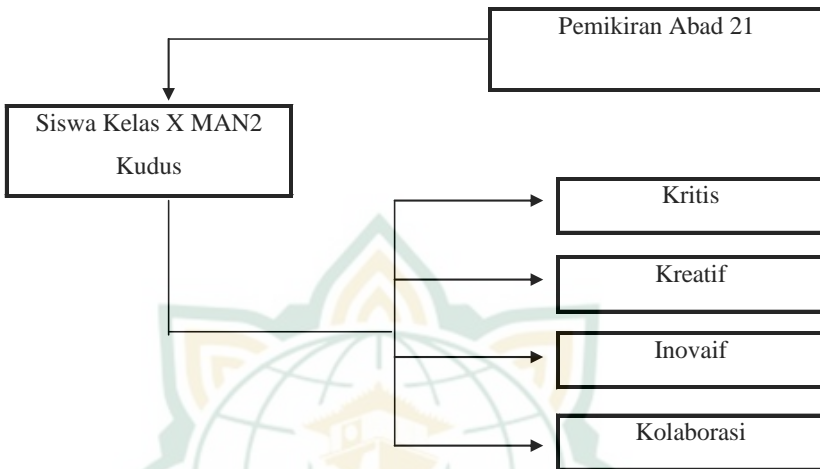 Pemikiran Abad 21
Siswa Kelas X MAN2
Kudus
Kritis
Kreatif
Inovaif
Kolaborasi